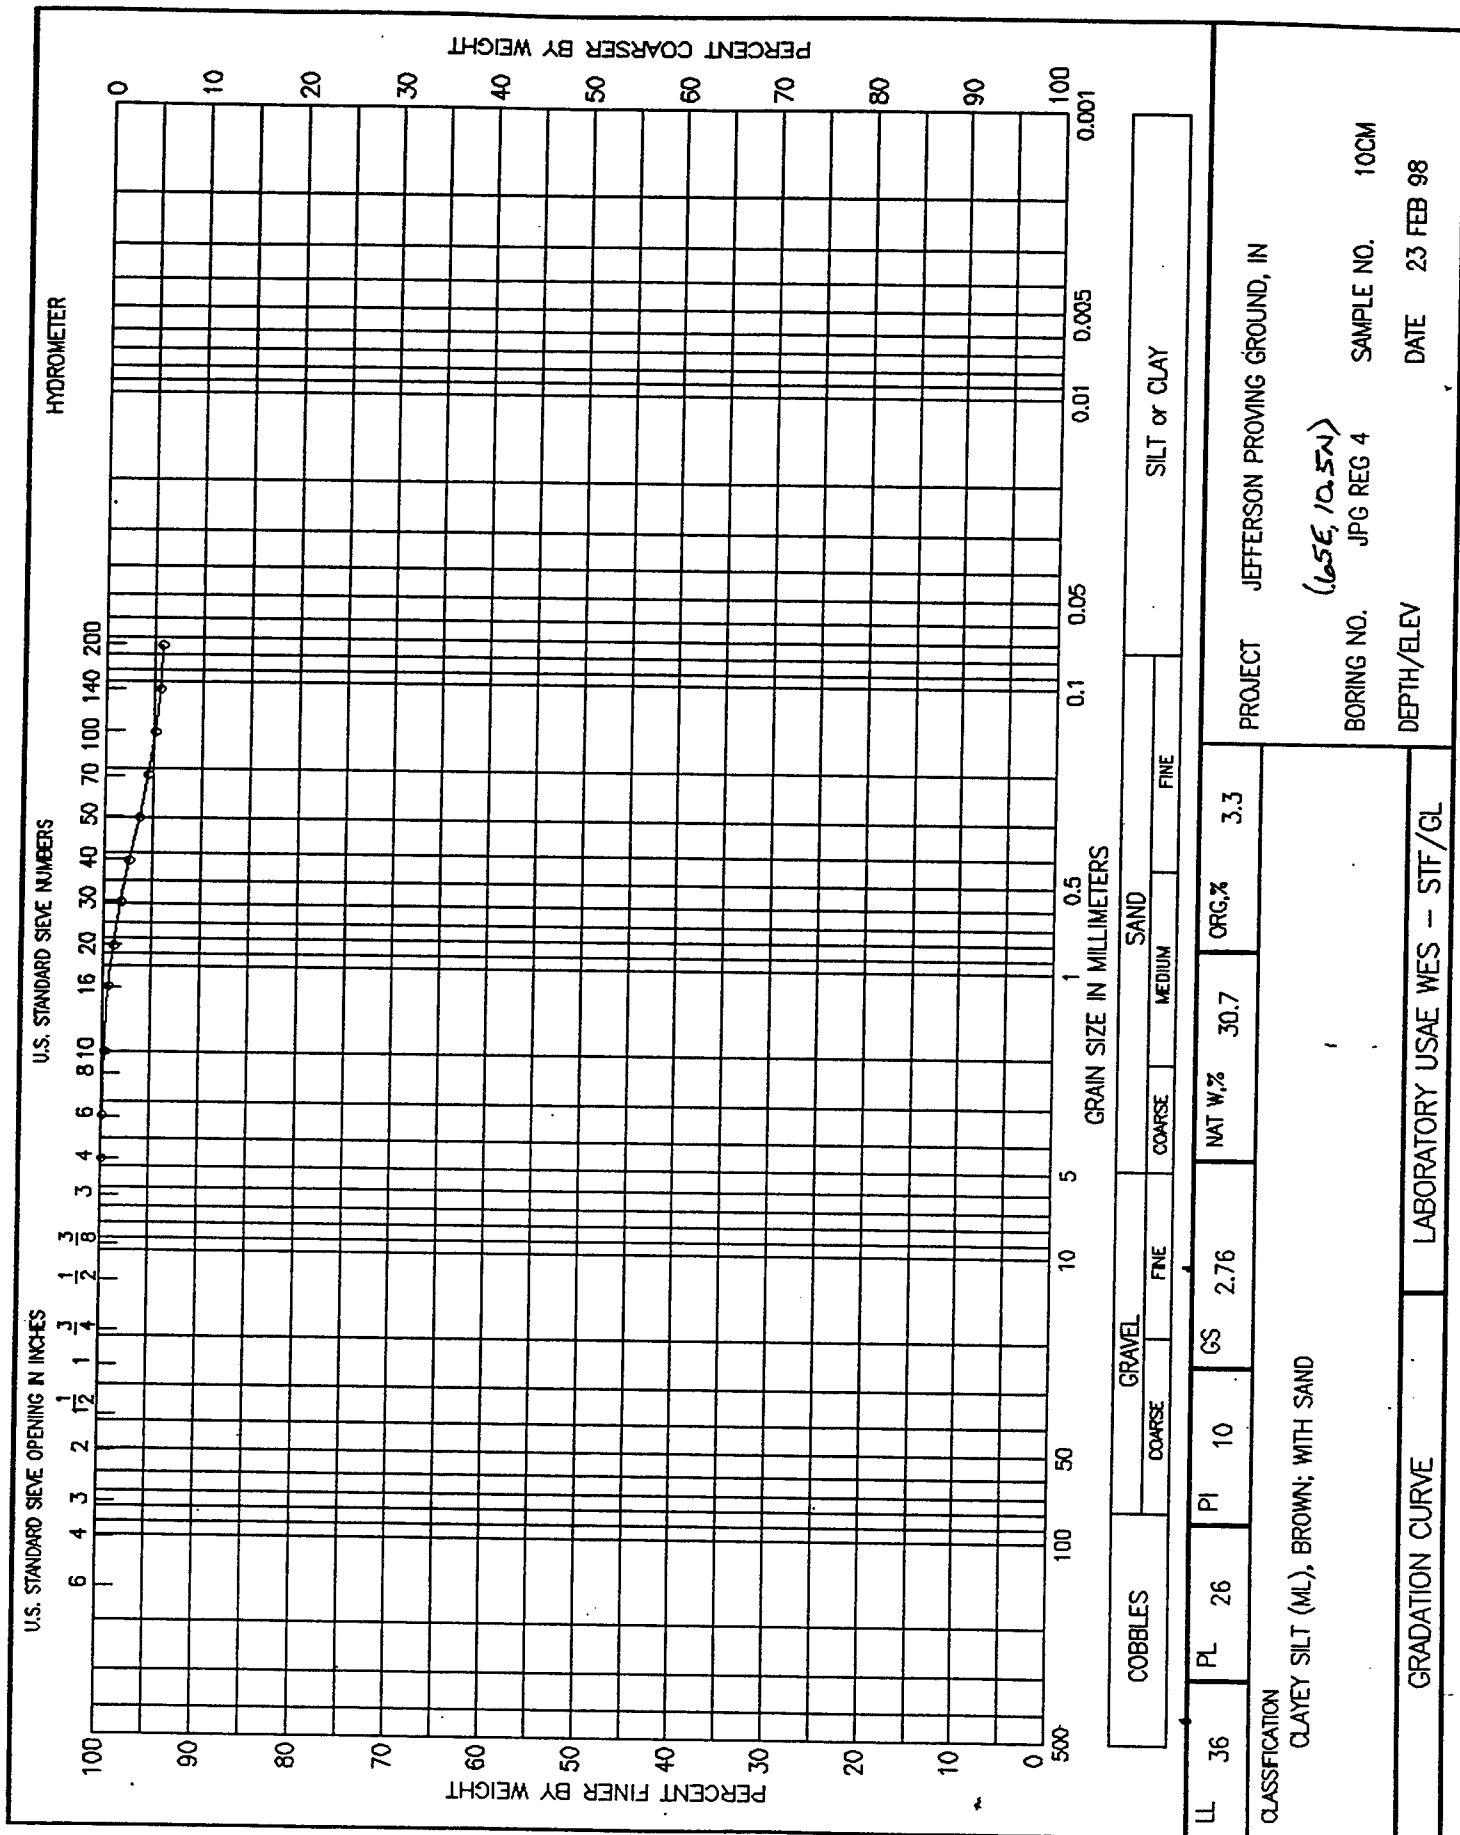 U.S. STANDARD SIEVE OPENING IN INCHES
U.S. STANDARD SIEVE NUMBERS
HYDROMETER
6 4 3 2 1 1/2 1 3/4 1/2 3/8 3 4 6 8 10 16 20 30 40 50 70 100 140 200
PERCENT FINER BY WEIGHT
100
90
80
70
60
50
40
30
20
10
0
PERCENT COARSER BY WEIGHT
0
10
20
30
40
50
60
70
80
90
100
500 100 50 10 5 1 0.5 0.1 0.05 0.01 0.005 0.001
GRAIN SIZE IN MILLIMETERS
COBBLES GRAVEL SAND SILT or CLAY
COARSE FINE COARSE MEDIUM FINE
LL 36 PL 26 PI 10 GS 2.76 NAT W,% 30.7 ORG,% 3.3
CLASSIFICATION
CLAYEY SILT (ML), BROWN; WITH SAND
PROJECT JEFFERSON PROVING GROUND, IN
(.65E, 10.5N)
BORING NO. JPG REG 4 SAMPLE NO. 10CM
DEPTH/ELEV DATE 23 FEB 98
GRADATION CURVE LABORATORY USAE WES – STF/GL